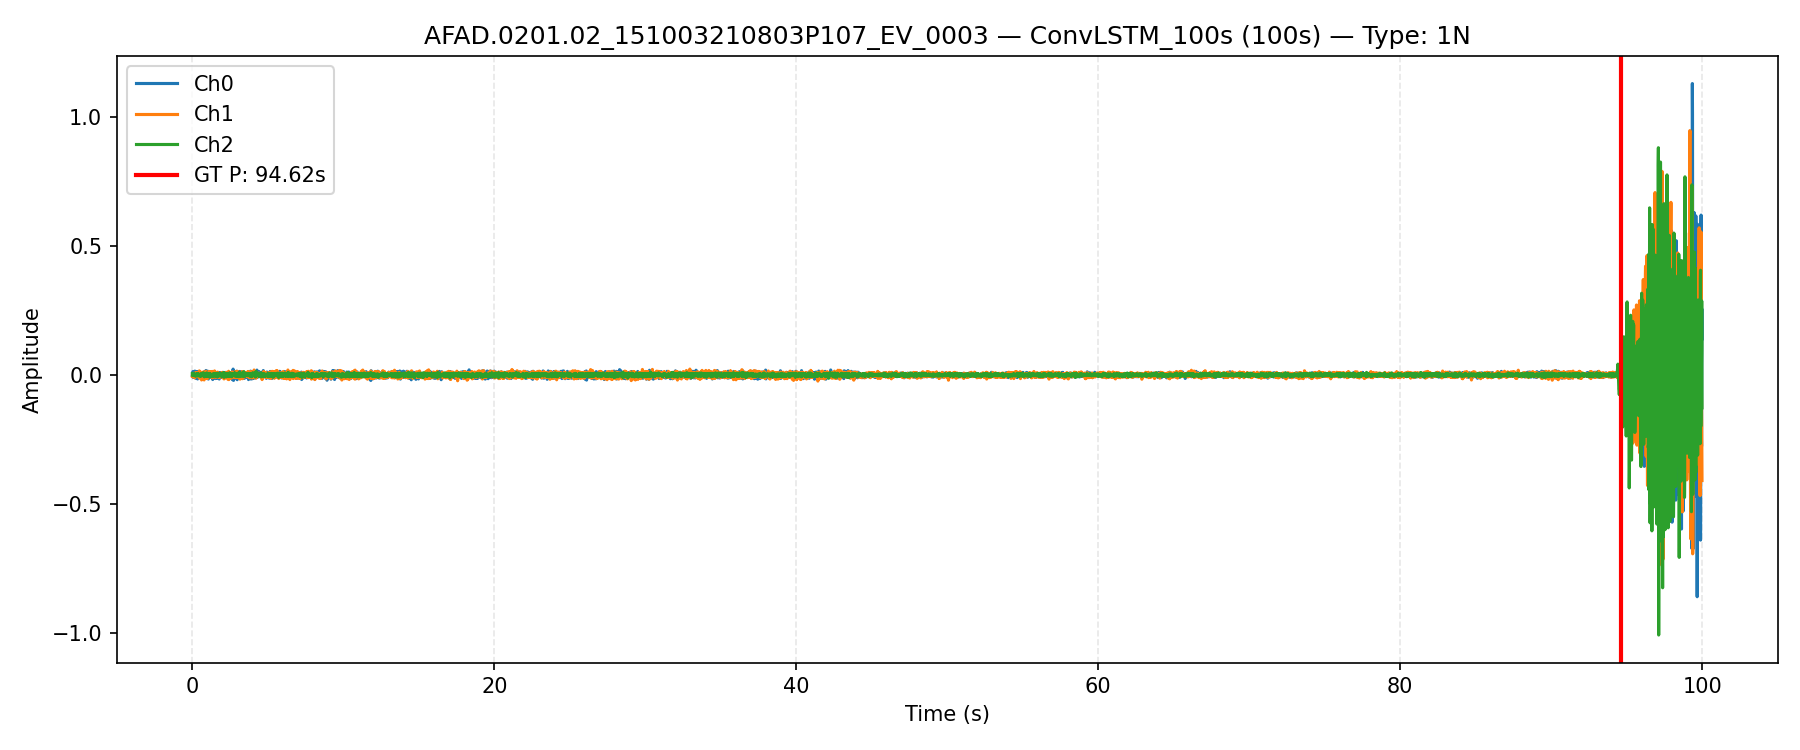 AFAD.0201.02_151003210803P107_EV_0003 — ConvLSTM_100s (100s) — Type: 1N
Ch0
Ch1
Ch2
GT P: 94.62s
1.0
0.5
0.0
−0.5
−1.0
Amplitude
0 20 40 60 80 100
Time (s)